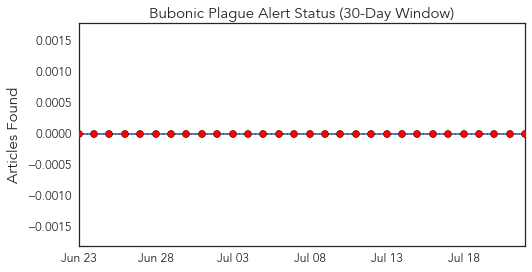 Bubonic Plague Alert Status (30-Day Window)
Articles Found
0.0015
0.0010
0.0005
0.0000
−0.0005
−0.0010
−0.0015
Jun 23 Jun 28 Jul 03 Jul 08 Jul 13 Jul 18